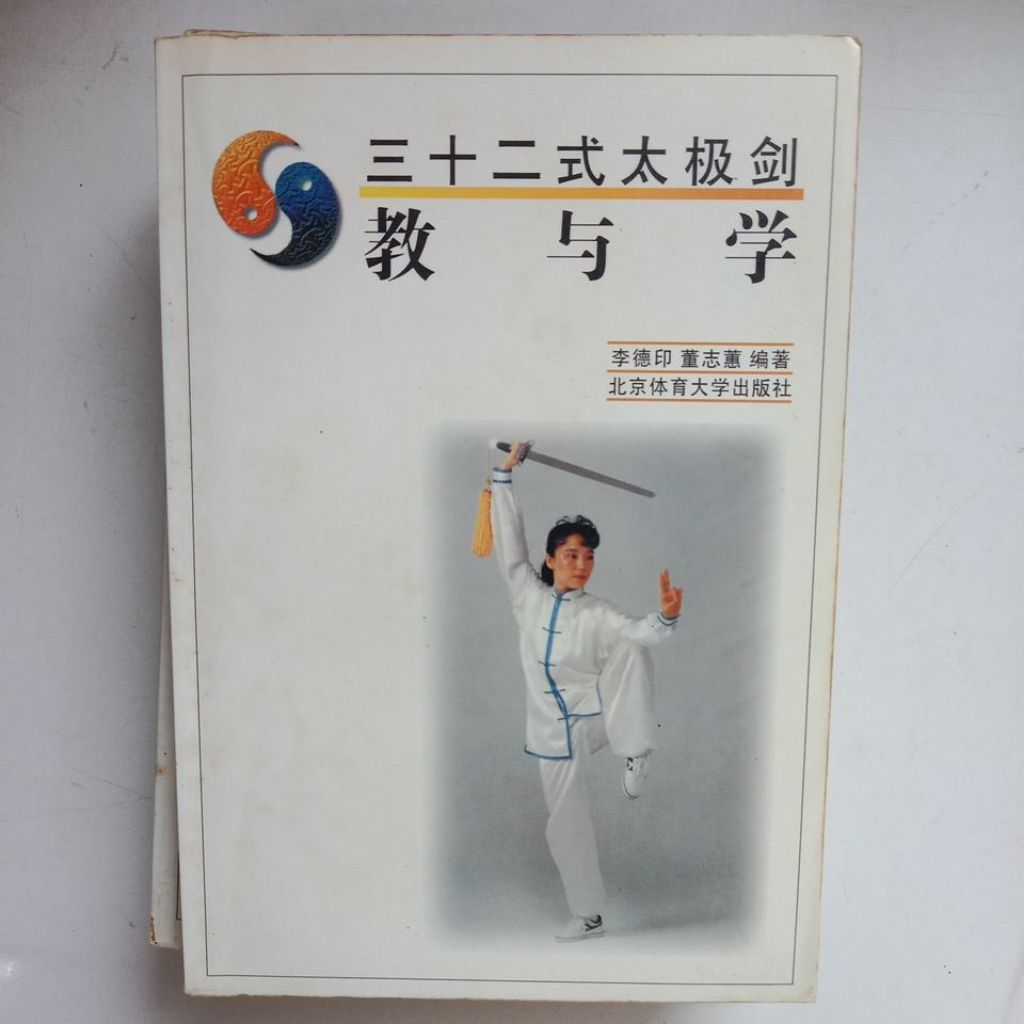 三十二式太极剑
教与学
李德印 董志蕙 编著
北京体育大学出版社